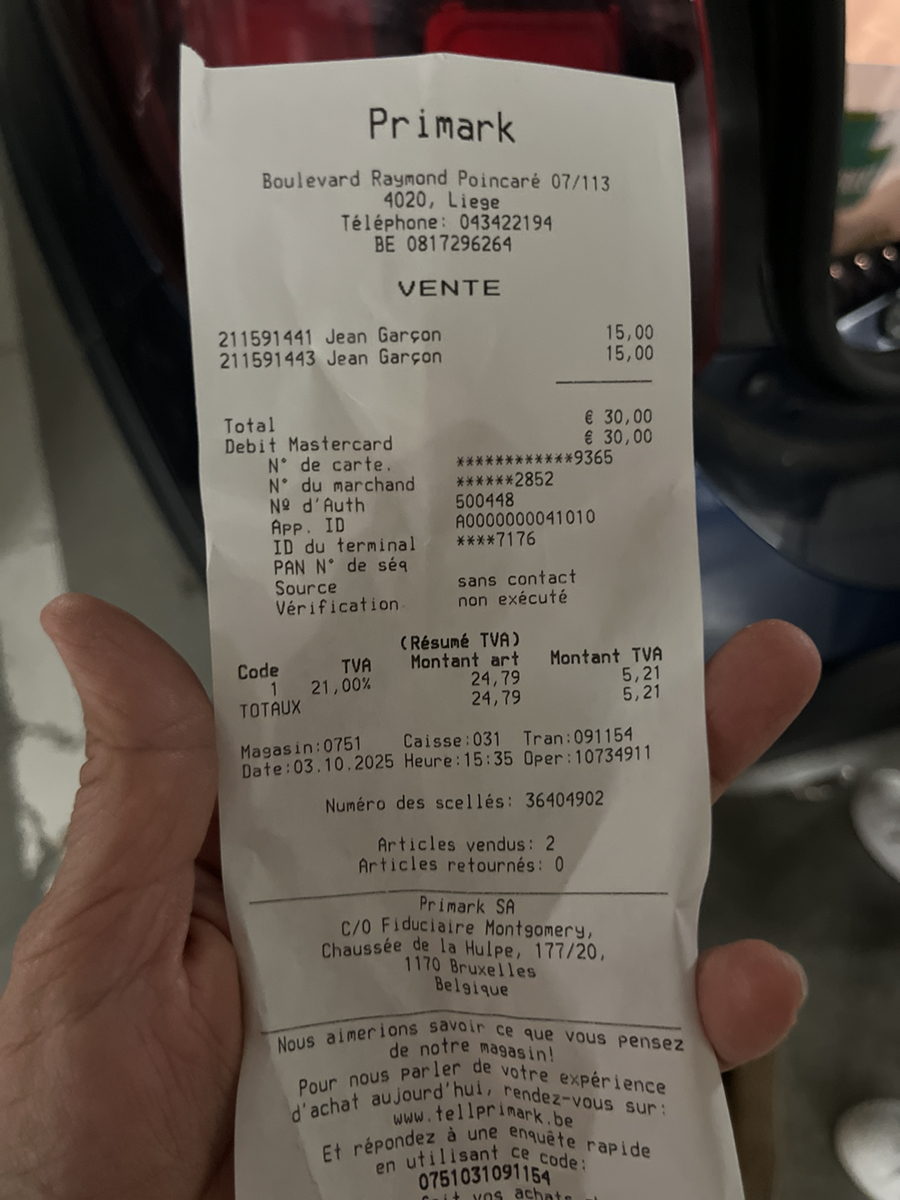 Primark
Boulevard Raymond Poincaré 07/113
4020, Liege
Téléphone: 043422194
BE 0817296264
VENTE
211591441 Jean Garçon 15,00
211591443 Jean Garçon 15,00
Total € 30,00
Debit Mastercard € 30,00
N° de carte. ************9365
N° du marchand ******2852
Nº d'Auth 500448
App. ID A0000000041010
ID du terminal ****7176
PAN N° de séq
Source sans contact
Vérification non exécuté
(Résumé TVA)
Code TVA Montant art Montant TVA
1 21,00% 24,79 5,21
TOTAUX 24,79 5,21
Magasin:0751 Caisse:031 Tran:091154
Date:03.10.2025 Heure:15:35 Oper:10734911
Numéro des scellés: 36404902
Articles vendus: 2
Articles retournés: 0
Primark SA
C/O Fiduciaire Montgomery,
Chaussée de la Hulpe, 177/20,
1170 Bruxelles
Belgique
Nous aimerions savoir ce que vous pensez
de notre magasin!
Pour nous parler de votre expérience
d'achat aujourd'hui, rendez-vous sur:
www.tellprimark.be
Et répondez à une enquête rapide
en utilisant ce code:
0751031091154
vos achats